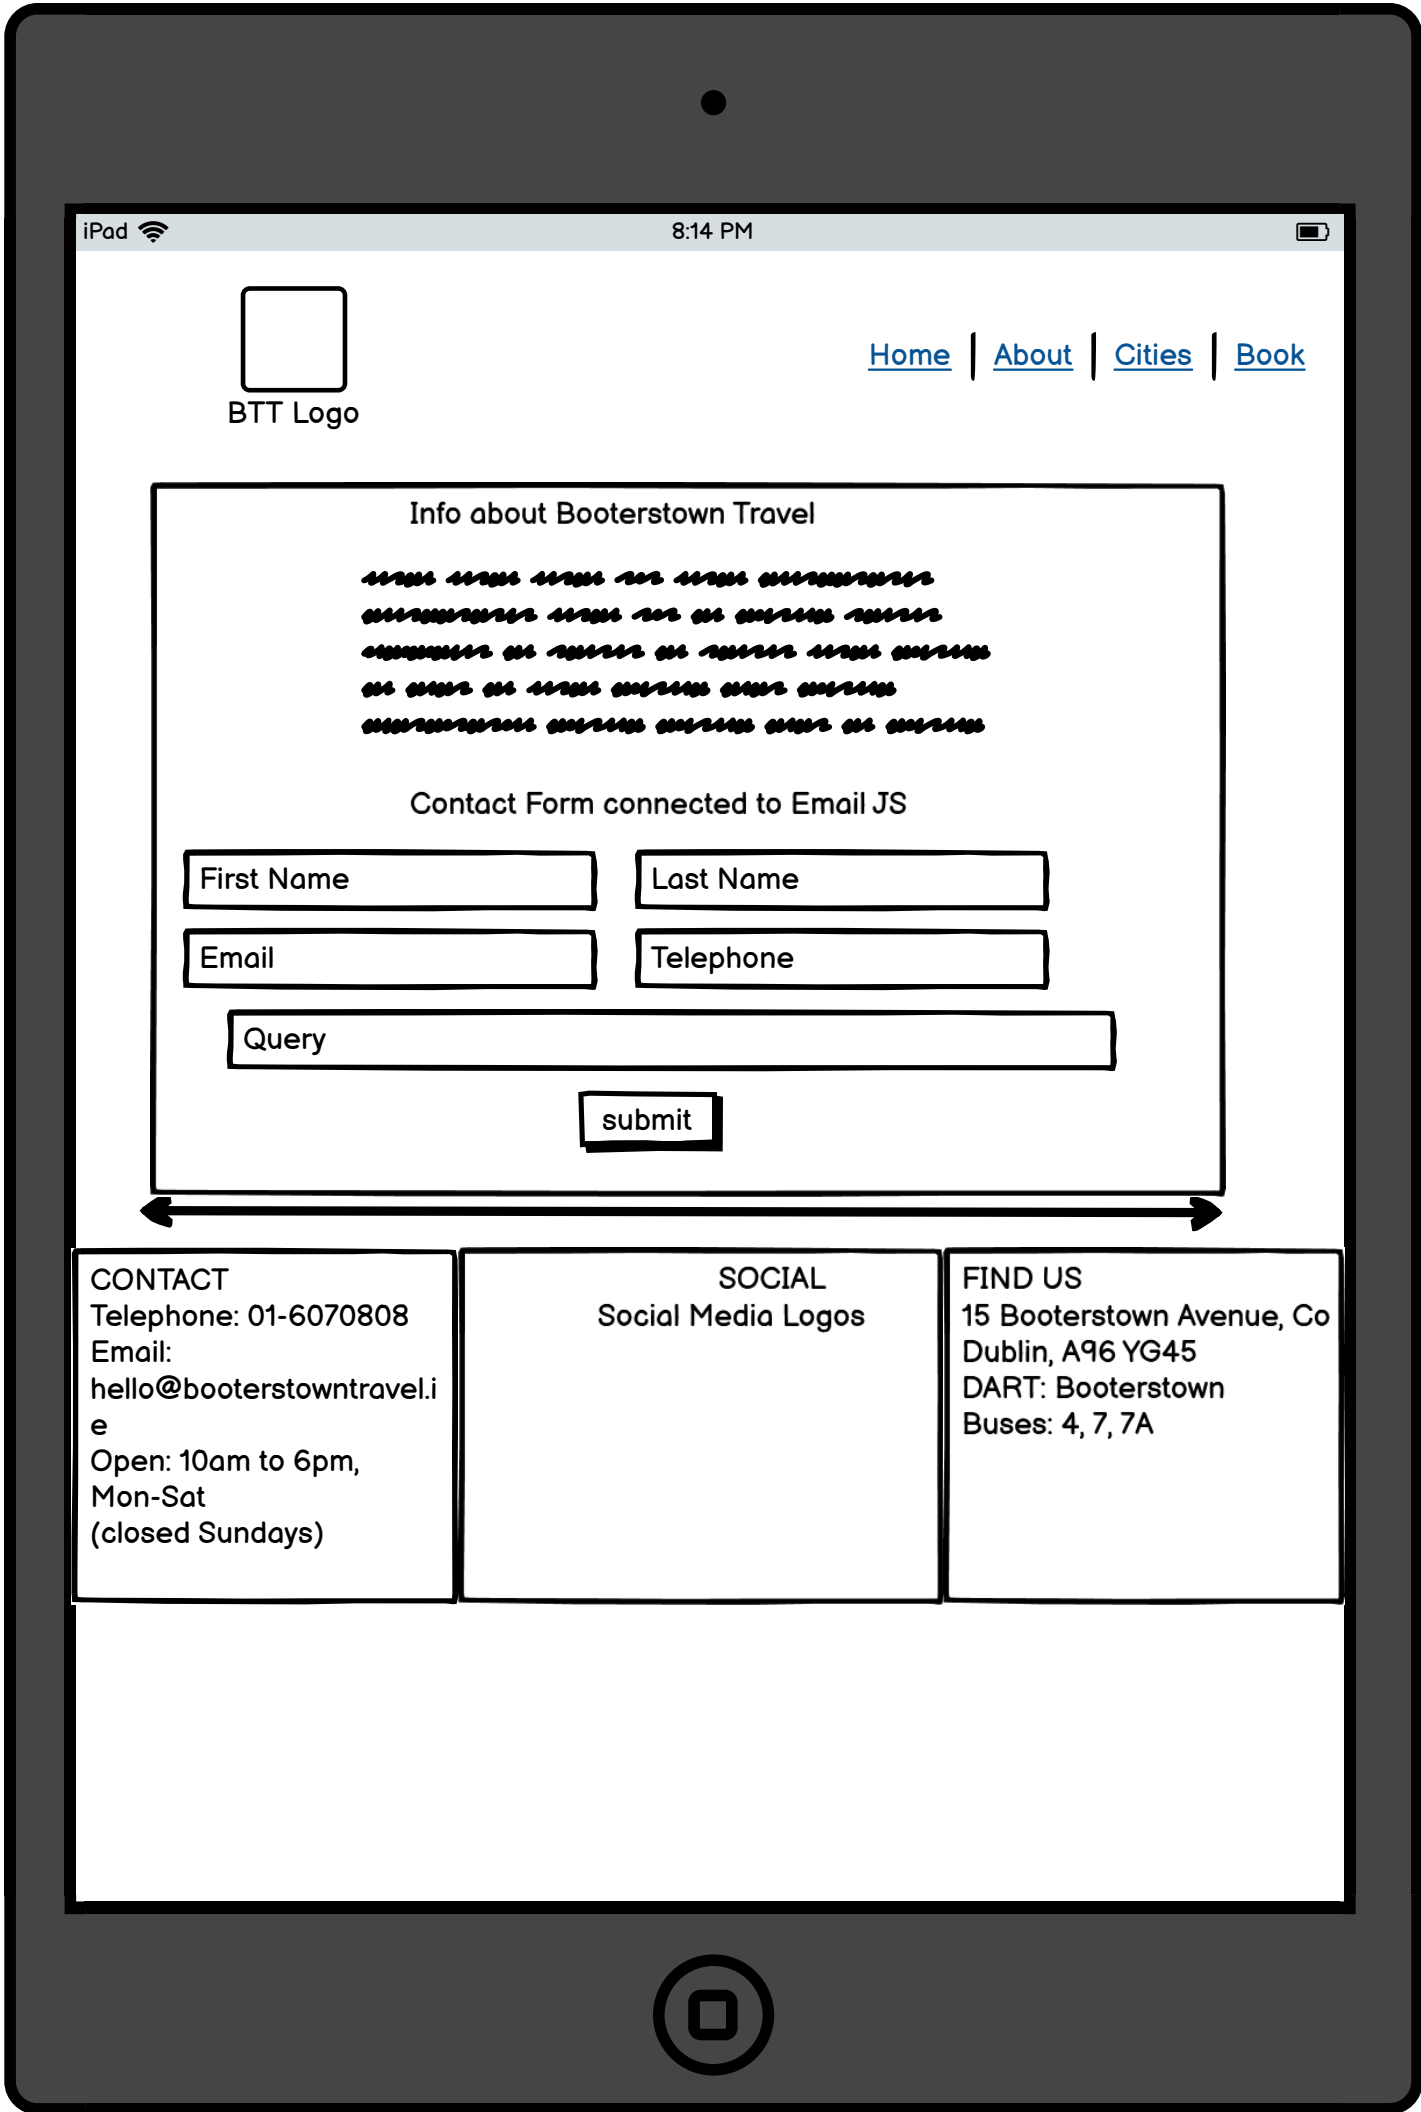 iPad
8:14 PM
BTT Logo
Home
About
Cities
Book
Info about Booterstown Travel
Contact Form connected to Email JS
First Name
Last Name
Email
Telephone
Query
submit
CONTACT
Telephone: 01-6070808
Email:
hello@booterstowntravel.i
e
Open: 10am to 6pm,
Mon-Sat
(closed Sundays)
SOCIAL
Social Media Logos
FIND US
15 Booterstown Avenue, Co
Dublin, A96 YG45
DART: Booterstown
Buses: 4, 7, 7A